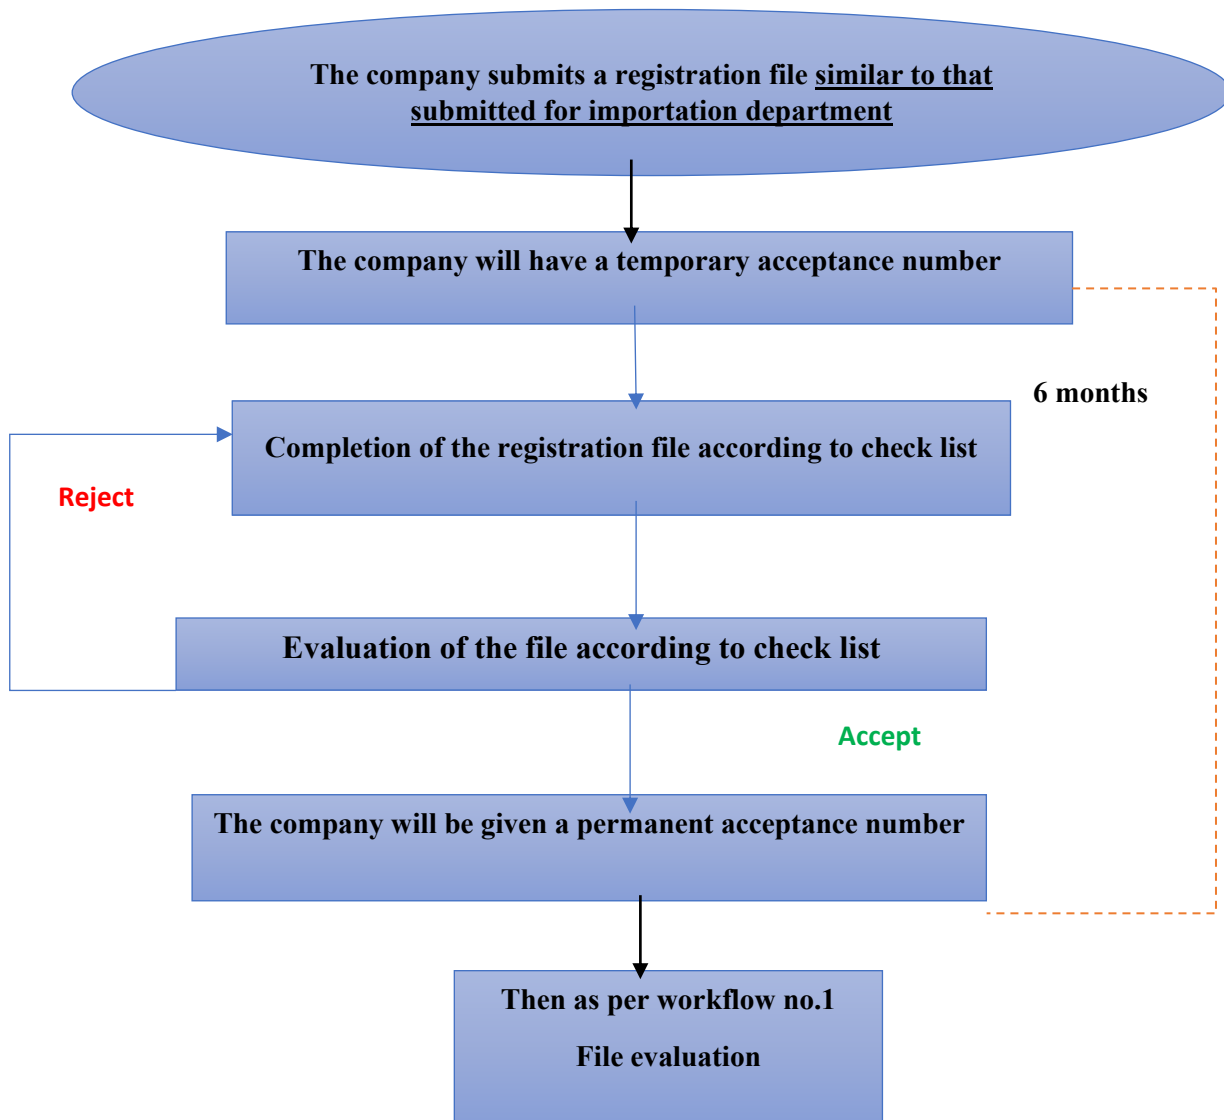 The company submits a registration file similar to that
submitted for importation department
The company will have a temporary acceptance number
6 months
Completion of the registration file according to check list
Reject
Evaluation of the file according to check list
Accept
The company will be given a permanent acceptance number
Then as per workflow no.1
File evaluation